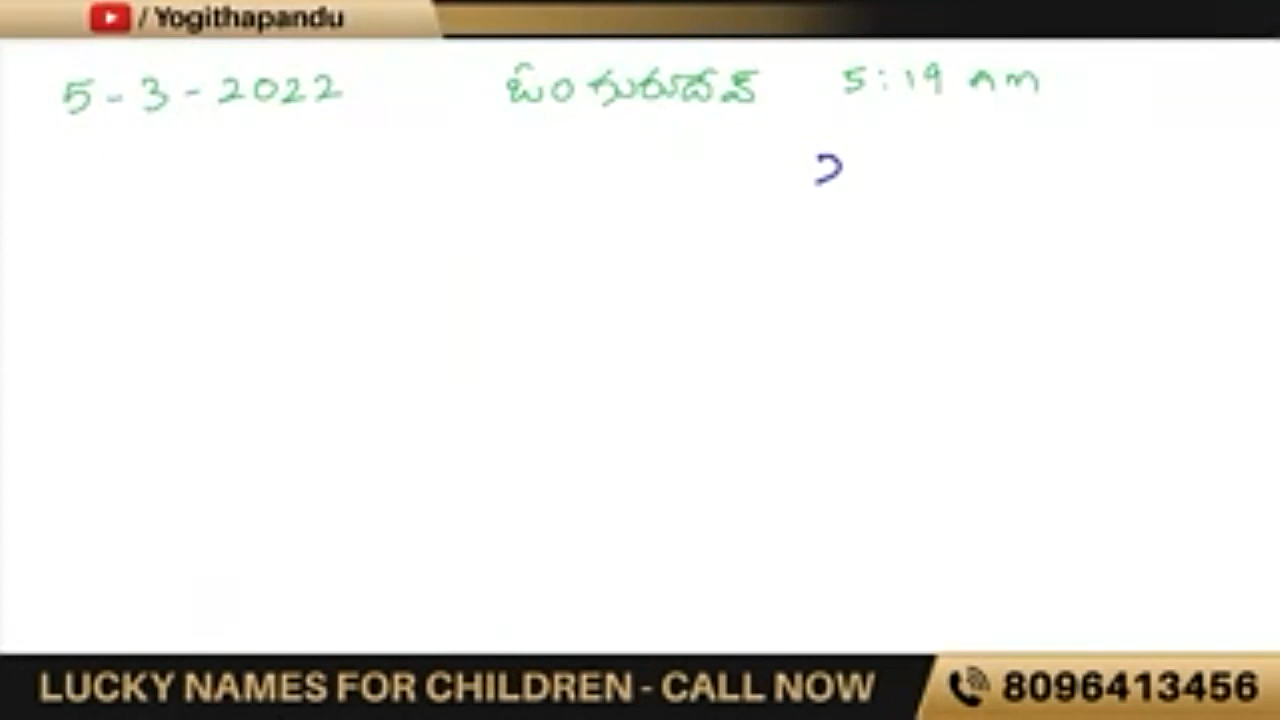 / Yogithapandu
5-3-2022 ఓం గురుదేవ్ 5:19 AM
LUCKY NAMES FOR CHILDREN - CALL NOW 8096413456